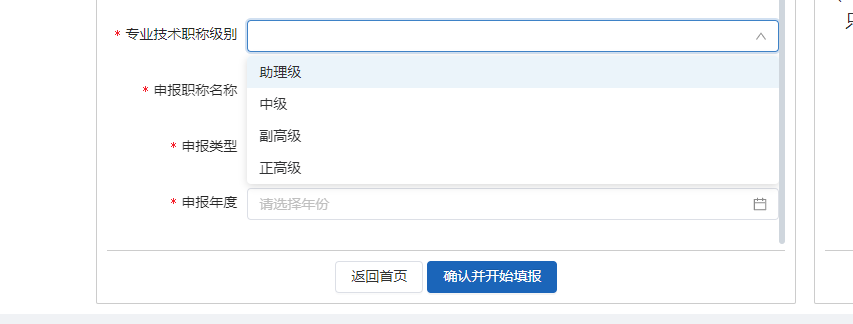 * 专业技术职称级别
助理级
* 申报职称名称
中级
副高级
* 申报类型
正高级
* 申报年度 请选择年份
返回首页 确认并开始填报